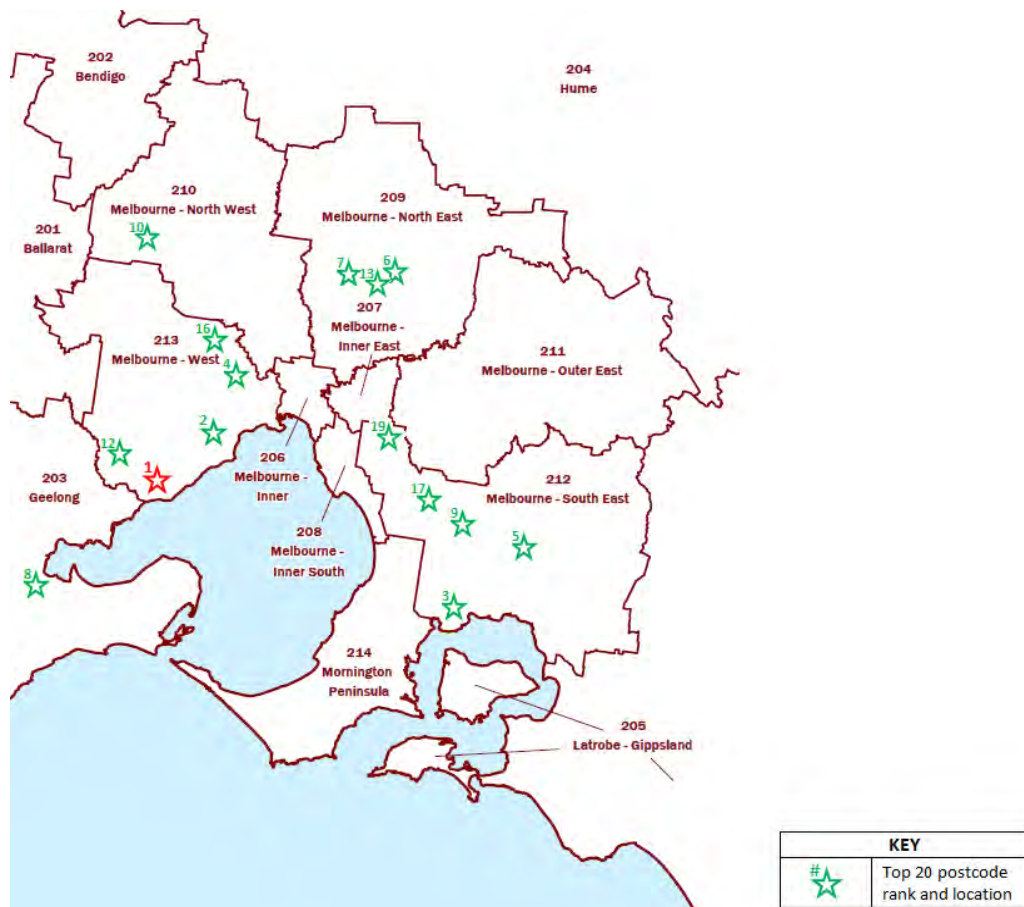 202
Bendigo
204
Hume
210
Melbourne - North West
209
Melbourne - North East
201
Ballarat
10
7
13
6
207
Melbourne -
Inner East
16
213
Melbourne - West
4
211
Melbourne - Outer East
2
12
1
19
203
Geelong
206
Melbourne -
Inner
212
Melbourne - South East
17
9
5
208
Melbourne -
Inner South
8
3
214
Mornington
Peninsula
205
Latrobe - Gippsland
KEY
#
Top 20 postcode
rank and location